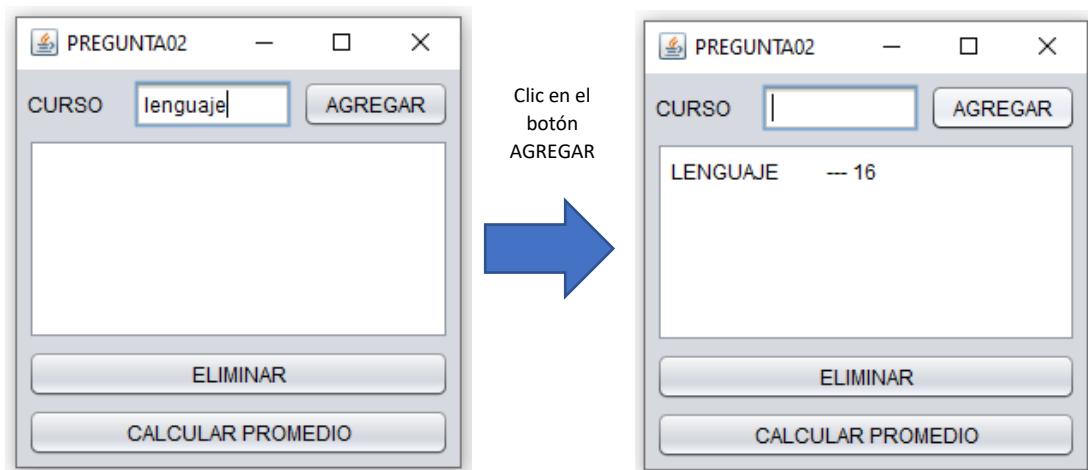 PREGUNTA02
CURSO lenguaje AGREGAR
ELIMINAR
CALCULAR PROMEDIO
Clic en el
botón
AGREGAR
PREGUNTA02
CURSO AGREGAR
LENGUAJE --- 16
ELIMINAR
CALCULAR PROMEDIO